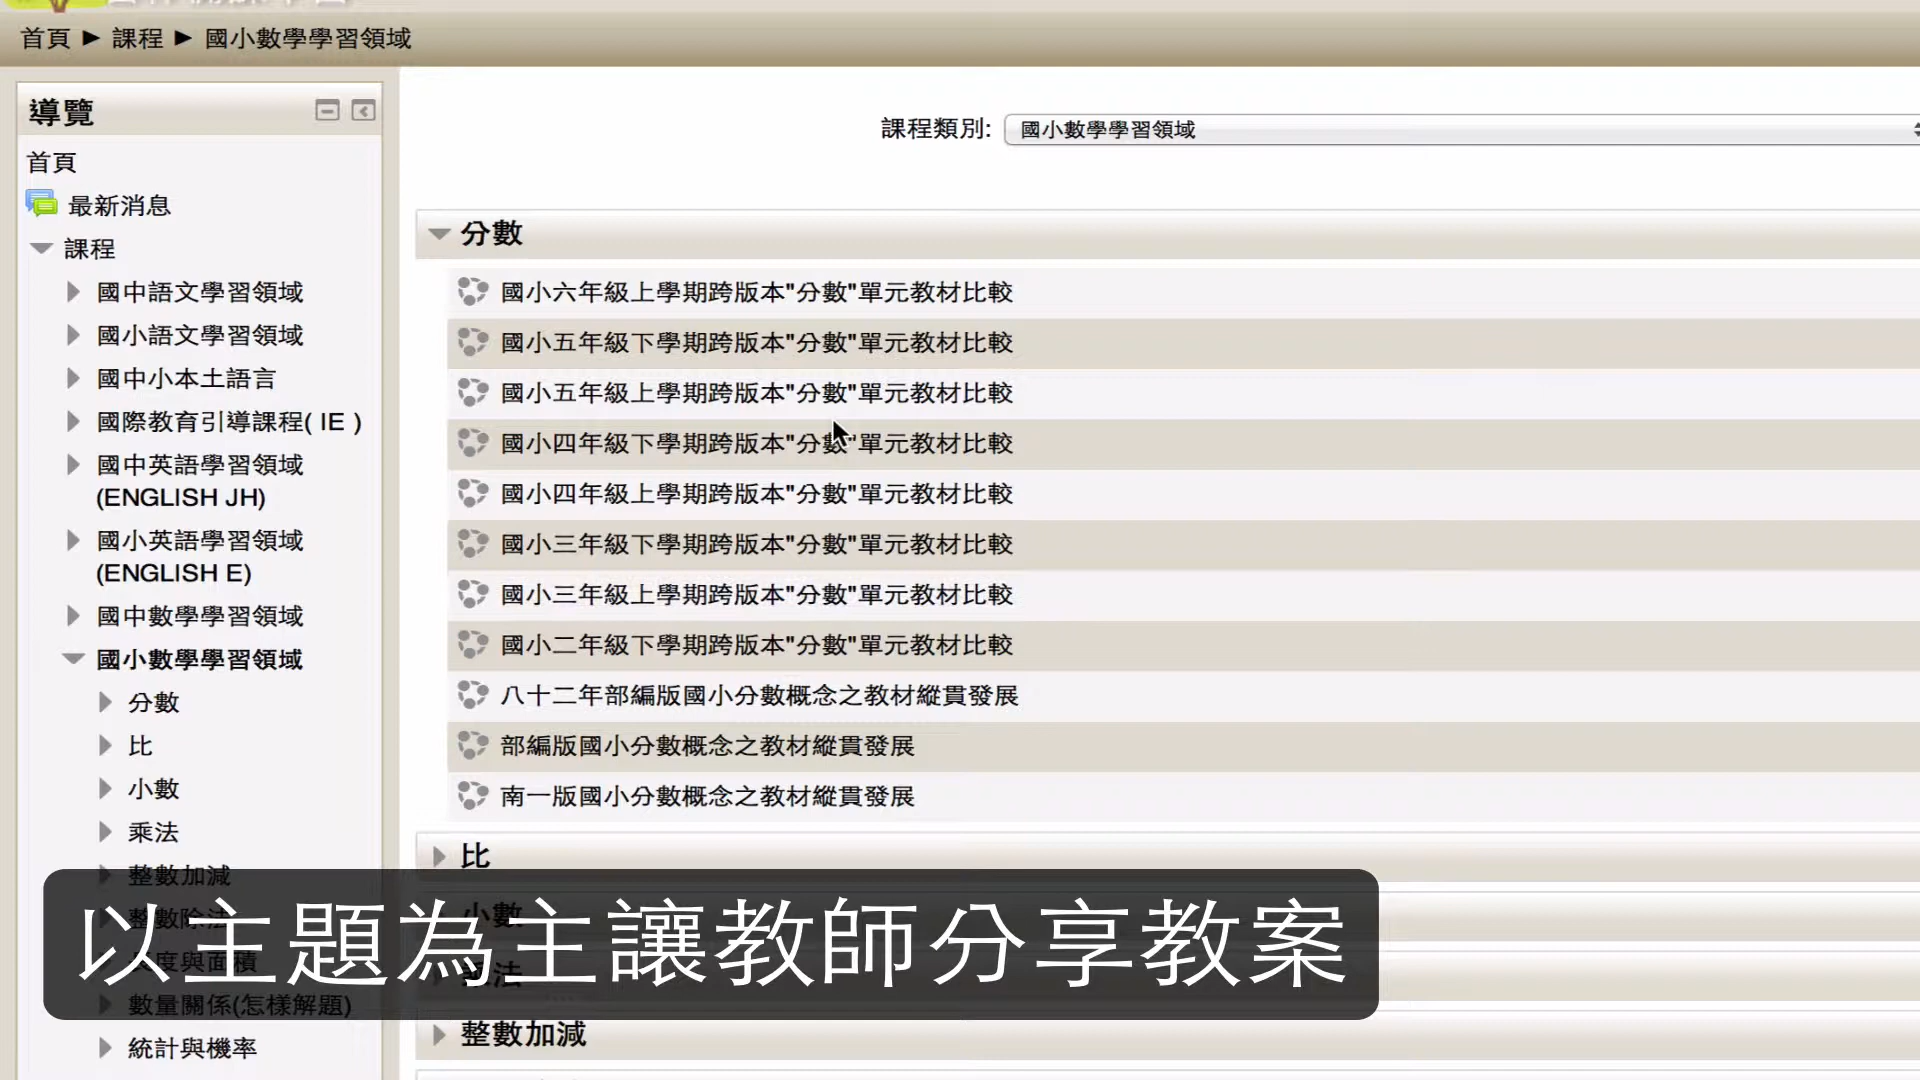 首頁 ► 課程 ► 國小數學學習領域
導覽
首頁
最新消息
課程
國中語文學習領域
國小語文學習領域
國中小本土語言
國際教育引導課程( IE )
國中英語學習領域
(ENGLISH JH)
國小英語學習領域
(ENGLISH E)
國中數學學習領域
國小數學學習領域
分數
比
小數
乘法
整數加減
整數除法
長度與面積
數量關係(怎樣解題)
統計與機率
課程類別: 國小數學學習領域
分數
國小六年級上學期跨版本"分數"單元教材比較
國小五年級下學期跨版本"分數"單元教材比較
國小五年級上學期跨版本"分數"單元教材比較
國小四年級下學期跨版本"分數"單元教材比較
國小四年級上學期跨版本"分數"單元教材比較
國小三年級下學期跨版本"分數"單元教材比較
國小三年級上學期跨版本"分數"單元教材比較
國小二年級下學期跨版本"分數"單元教材比較
八十二年部編版國小分數概念之教材縱貫發展
部編版國小分數概念之教材縱貫發展
南一版國小分數概念之教材縱貫發展
比
小數
乘法
整數加減
以主題為主讓教師分享教案